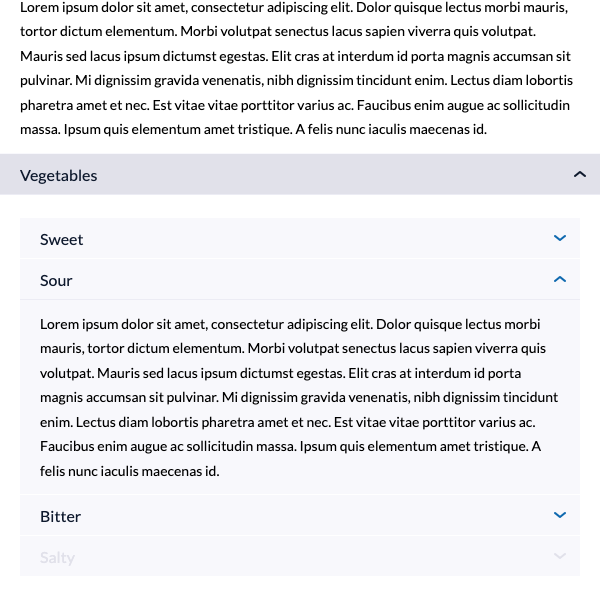 Lorem ipsum dolor sit amet, consectetur adipiscing elit. Dolor quisque lectus morbi mauris,
tortor dictum elementum. Morbi volutpat senectus lacus sapien viverra quis volutpat.
Mauris sed lacus ipsum dictumst egestas. Elit cras at interdum id porta magnis accumsan sit
pulvinar. Mi dignissim gravida venenatis, nibh dignissim tincidunt enim. Lectus diam lobortis
pharetra amet et nec. Est vitae vitae porttitor varius ac. Faucibus enim augue ac sollicitudin
massa. Ipsum quis elementum amet tristique. A felis nunc iaculis maecenas id.
Vegetables
Sweet
Sour
Lorem ipsum dolor sit amet, consectetur adipiscing elit. Dolor quisque lectus morbi
mauris, tortor dictum elementum. Morbi volutpat senectus lacus sapien viverra quis
volutpat. Mauris sed lacus ipsum dictumst egestas. Elit cras at interdum id porta
magnis accumsan sit pulvinar. Mi dignissim gravida venenatis, nibh dignissim tincidunt
enim. Lectus diam lobortis pharetra amet et nec. Est vitae vitae porttitor varius ac.
Faucibus enim augue ac sollicitudin massa. Ipsum quis elementum amet tristique. A
felis nunc iaculis maecenas id.
Bitter
Salty